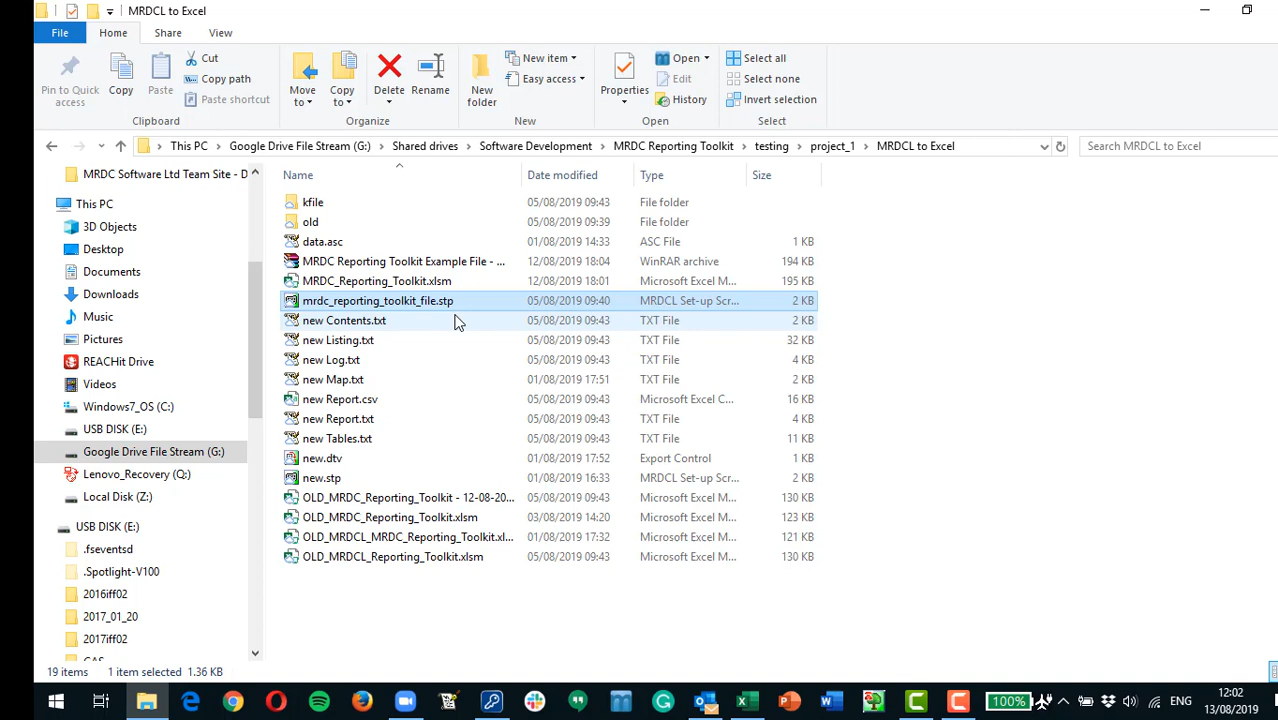 MRDCL to Excel
File
Home
Share
View
Pin to Quick access
Copy
Paste
Cut
Copy path
Paste shortcut
Clipboard
Move to
Copy to
Delete
Rename
Organize
New folder
New item
Easy access
New
Properties
Open
Edit
History
Open
Select all
Select none
Invert selection
Select
This PC
Google Drive File Stream (G:)
Shared drives
Software Development
MRDC Reporting Toolkit
testing
project_1
MRDCL to Excel
Search MRDCL to Excel
MRDC Software Ltd Team Site - D
This PC
3D Objects
Desktop
Documents
Downloads
Music
Pictures
REACHit Drive
Videos
Windows7_OS (C:)
USB DISK (E:)
Google Drive File Stream (G:)
Lenovo_Recovery (Q:)
Local Disk (Z:)
USB DISK (E:)
.fseventsd
.Spotlight-V100
2016iff02
2017_01_20
2017iff02
Name Date modified Type Size
kfile 05/08/2019 09:43 File folder
old 05/08/2019 09:39 File folder
data.asc 01/08/2019 14:33 ASC File 1 KB
MRDC Reporting Toolkit Example File - ... 12/08/2019 18:04 WinRAR archive 194 KB
MRDC_Reporting_Toolkit.xlsm 12/08/2019 18:01 Microsoft Excel M... 195 KB
mrdc_reporting_toolkit_file.stp 05/08/2019 09:40 MRDCL Set-up Scr... 2 KB
new Contents.txt 05/08/2019 09:43 TXT File 2 KB
new Listing.txt 05/08/2019 09:43 TXT File 32 KB
new Log.txt 05/08/2019 09:43 TXT File 4 KB
new Map.txt 01/08/2019 17:51 TXT File 2 KB
new Report.csv 05/08/2019 09:43 Microsoft Excel C... 16 KB
new Report.txt 05/08/2019 09:43 TXT File 4 KB
new Tables.txt 05/08/2019 09:43 TXT File 11 KB
new.dtv 01/08/2019 17:52 Export Control 1 KB
new.stp 01/08/2019 16:33 MRDCL Set-up Scr... 2 KB
OLD_MRDC_Reporting_Toolkit - 12-08-20... 05/08/2019 09:43 Microsoft Excel M... 130 KB
OLD_MRDC_Reporting_Toolkit.xlsm 03/08/2019 14:20 Microsoft Excel M... 123 KB
OLD_MRDCL_MRDC_Reporting_Toolkit.xl... 01/08/2019 17:32 Microsoft Excel M... 121 KB
OLD_MRDCL_Reporting_Toolkit.xlsm 05/08/2019 09:43 Microsoft Excel M... 130 KB
19 items 1 item selected 1.36 KB
100%
ENG
12:02
13/08/2019